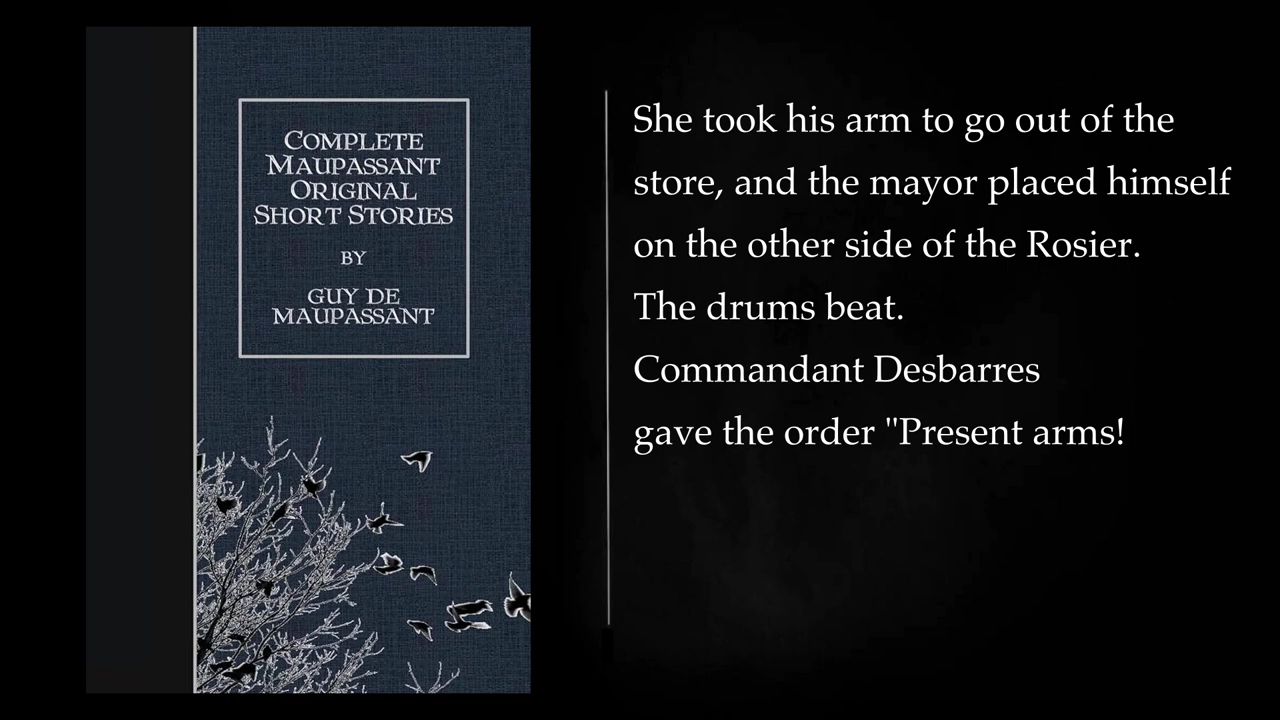 COMPLETE
MAUPASSANT
ORIGINAL
SHORT STORIES
BY
GUY DE
MAUPASSANT
She took his arm to go out of the
store, and the mayor placed himself
on the other side of the Rosier.
The drums beat.
Commandant Desbarres
gave the order "Present arms!